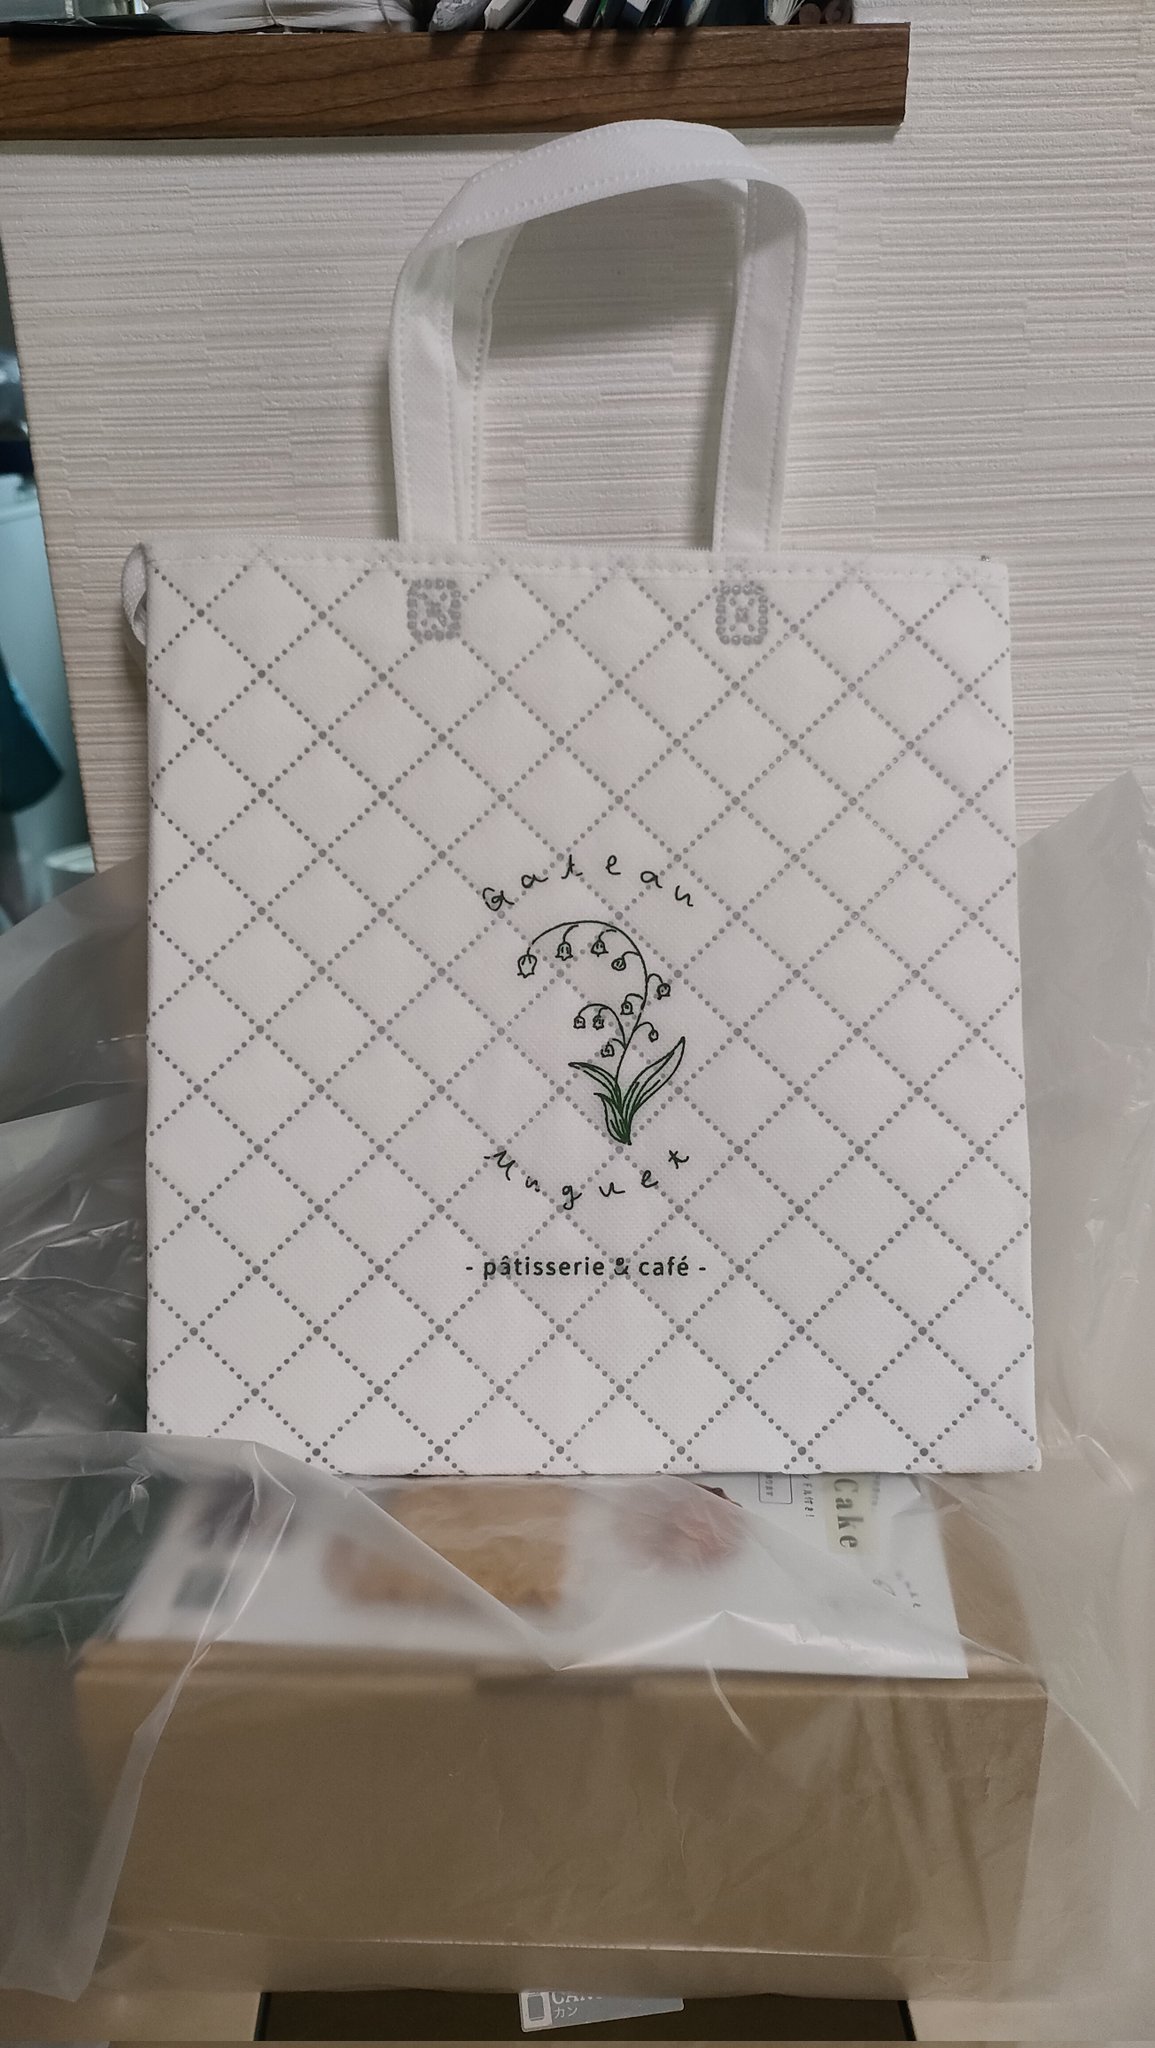 Gateau
Muguet
- pâtisserie & café -
Cake
カン